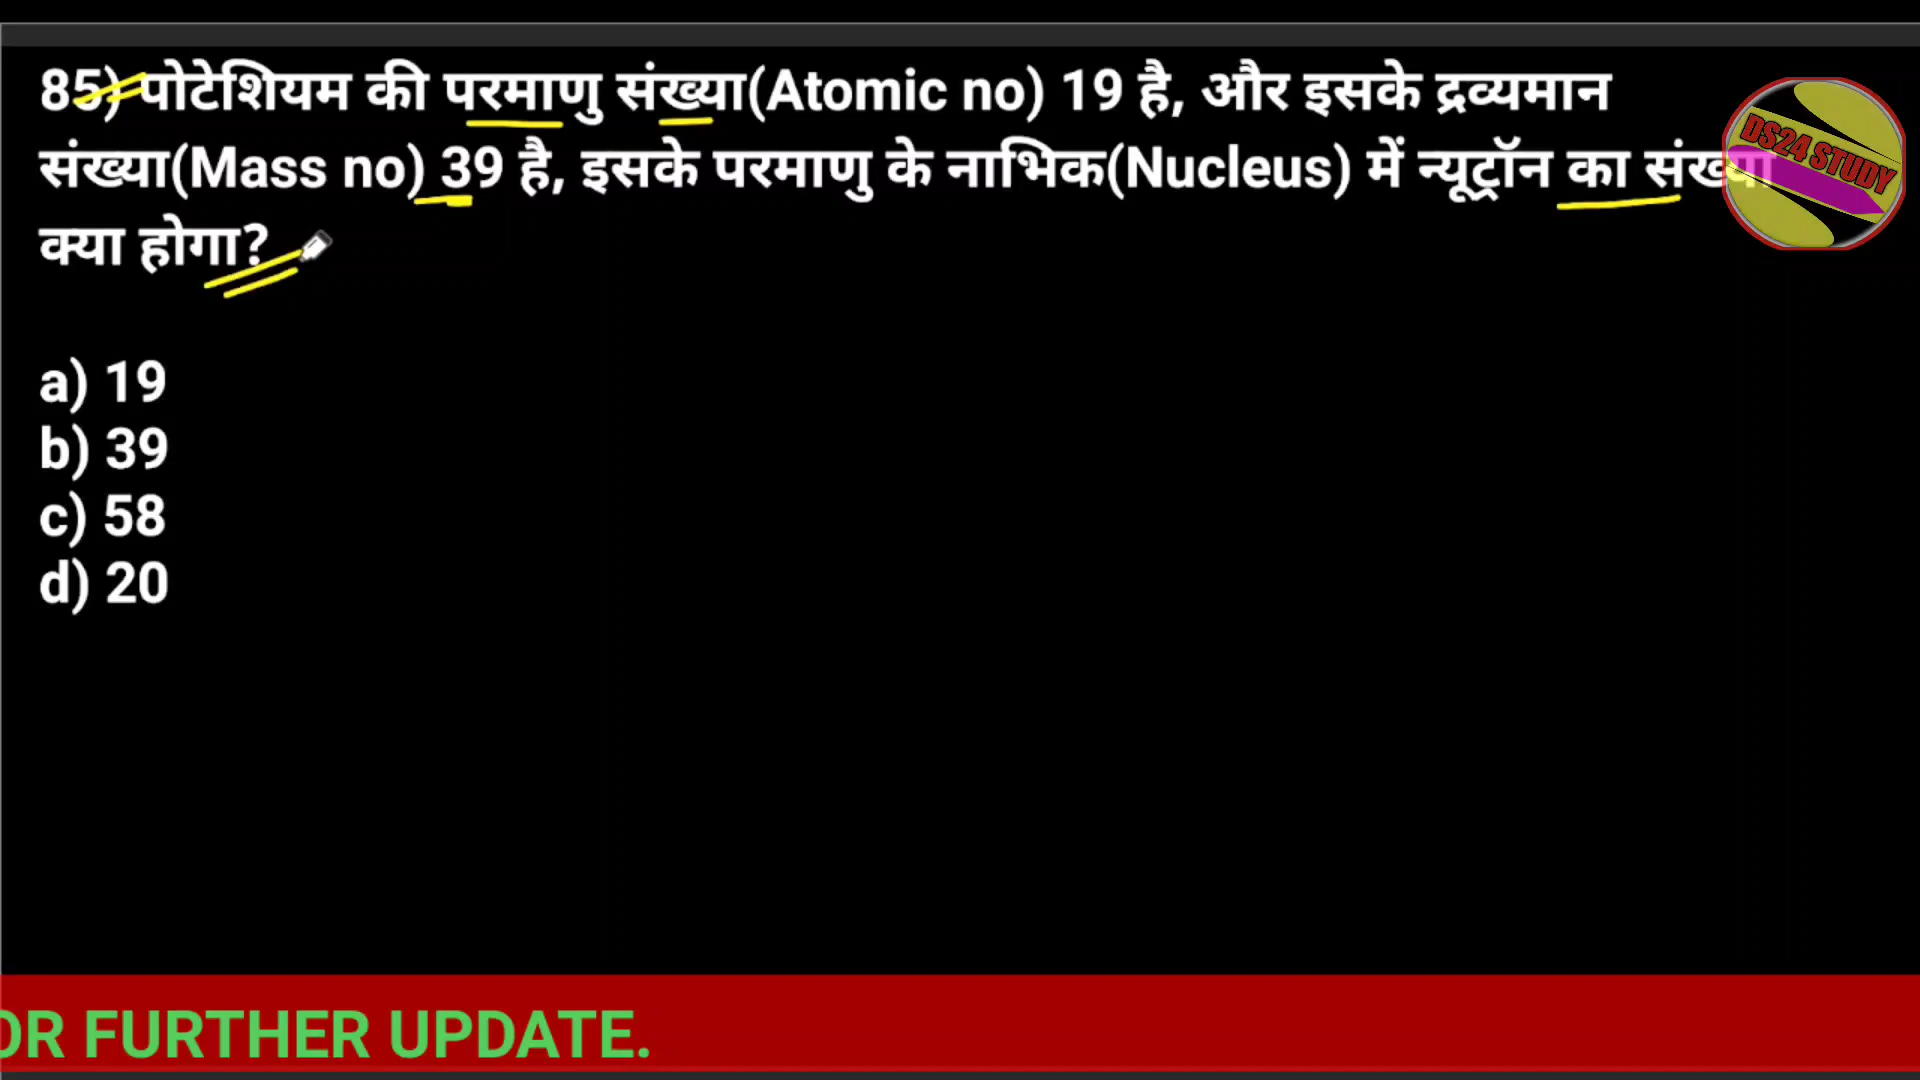 85) पोटेशियम की परमाणु संख्या(Atomic no) 19 है, और इसके द्रव्यमान
संख्या(Mass no) 39 है, इसके परमाणु के नाभिक(Nucleus) में न्यूट्रॉन का संख्या
क्या होगा?
DS24 STUDY
a) 19
b) 39
c) 58
d) 20
OR FURTHER UPDATE.